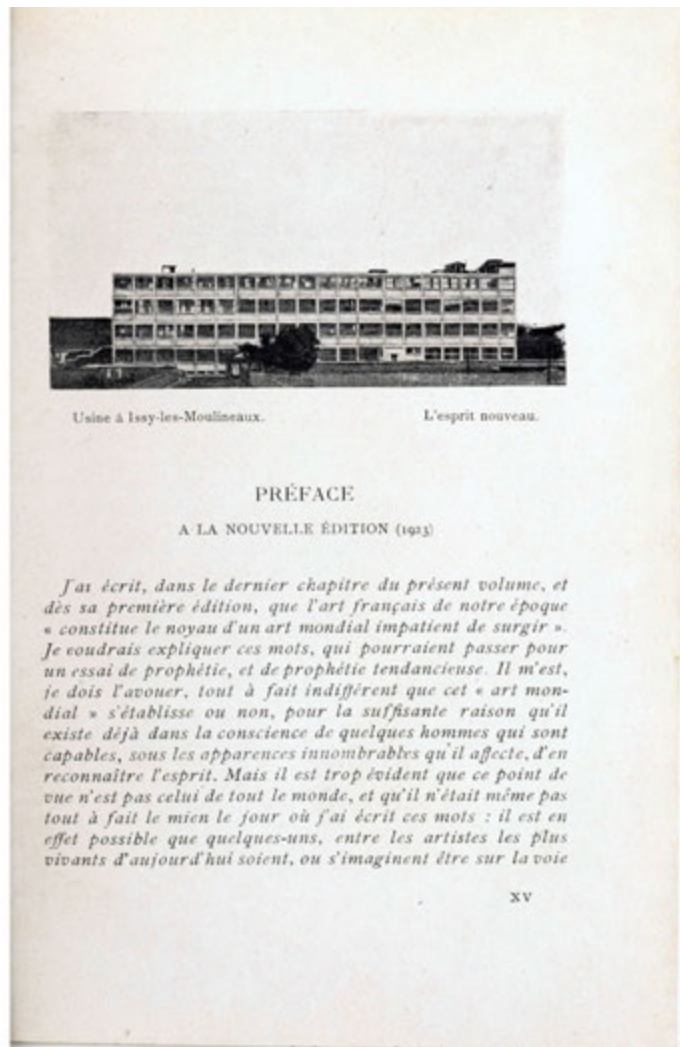 Usine à Issy-les-Moulineaux. L'esprit nouveau.
PRÉFACE
A LA NOUVELLE ÉDITION (1923)
J'ai écrit, dans le dernier chapitre du présent volume, et
dès sa première édition, que l'art français de notre époque
« constitue le noyau d'un art mondial impatient de surgir ».
Je voudrais expliquer ces mots, qui pourraient passer pour
un essai de prophétie, et de prophétie tendancieuse. Il m'est,
je dois l'avouer, tout à fait indifférent que cet « art mon-
dial » s'établisse ou non, pour la suffisante raison qu'il
existe déjà dans la conscience de quelques hommes qui sont
capables, sous les apparences innombrables qu'il affecte, d'en
reconnaître l'esprit. Mais il est trop évident que ce point de
vue n'est pas celui de tout le monde, et qu'il n'était même pas
tout à fait le mien le jour où j'ai écrit ces mots : il est en
effet possible que quelques-uns, entre les artistes les plus
vivants d'aujourd'hui soient, ou s'imaginent être sur la voie
XV